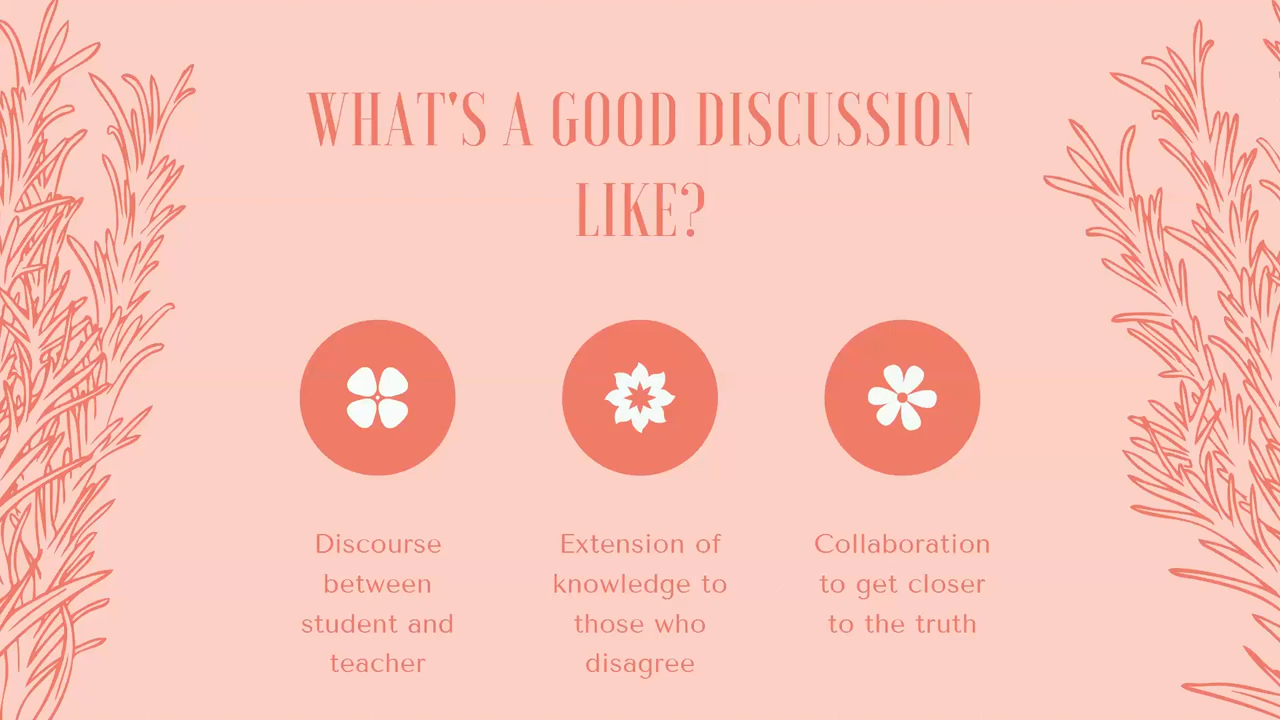 WHAT'S A GOOD DISCUSSION
LIKE?
Discourse
between
student and
teacher
Extension of
knowledge to
those who
disagree
Collaboration
to get closer
to the truth